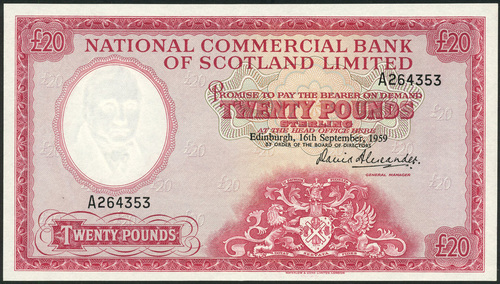 £20 £20
NATIONAL COMMERCIAL BANK
OF SCOTLAND LIMITED
A264353
PROMISE TO PAY THE BEARER ON DEMAND
TWENTY POUNDS
STERLING
AT THE HEAD OFFICE HERE
Edinburgh, 16th September, 1959
BY ORDER OF THE BOARD OF DIRECTORS
David Alexander
GENERAL MANAGER
A264353
TWENTY POUNDS
£20